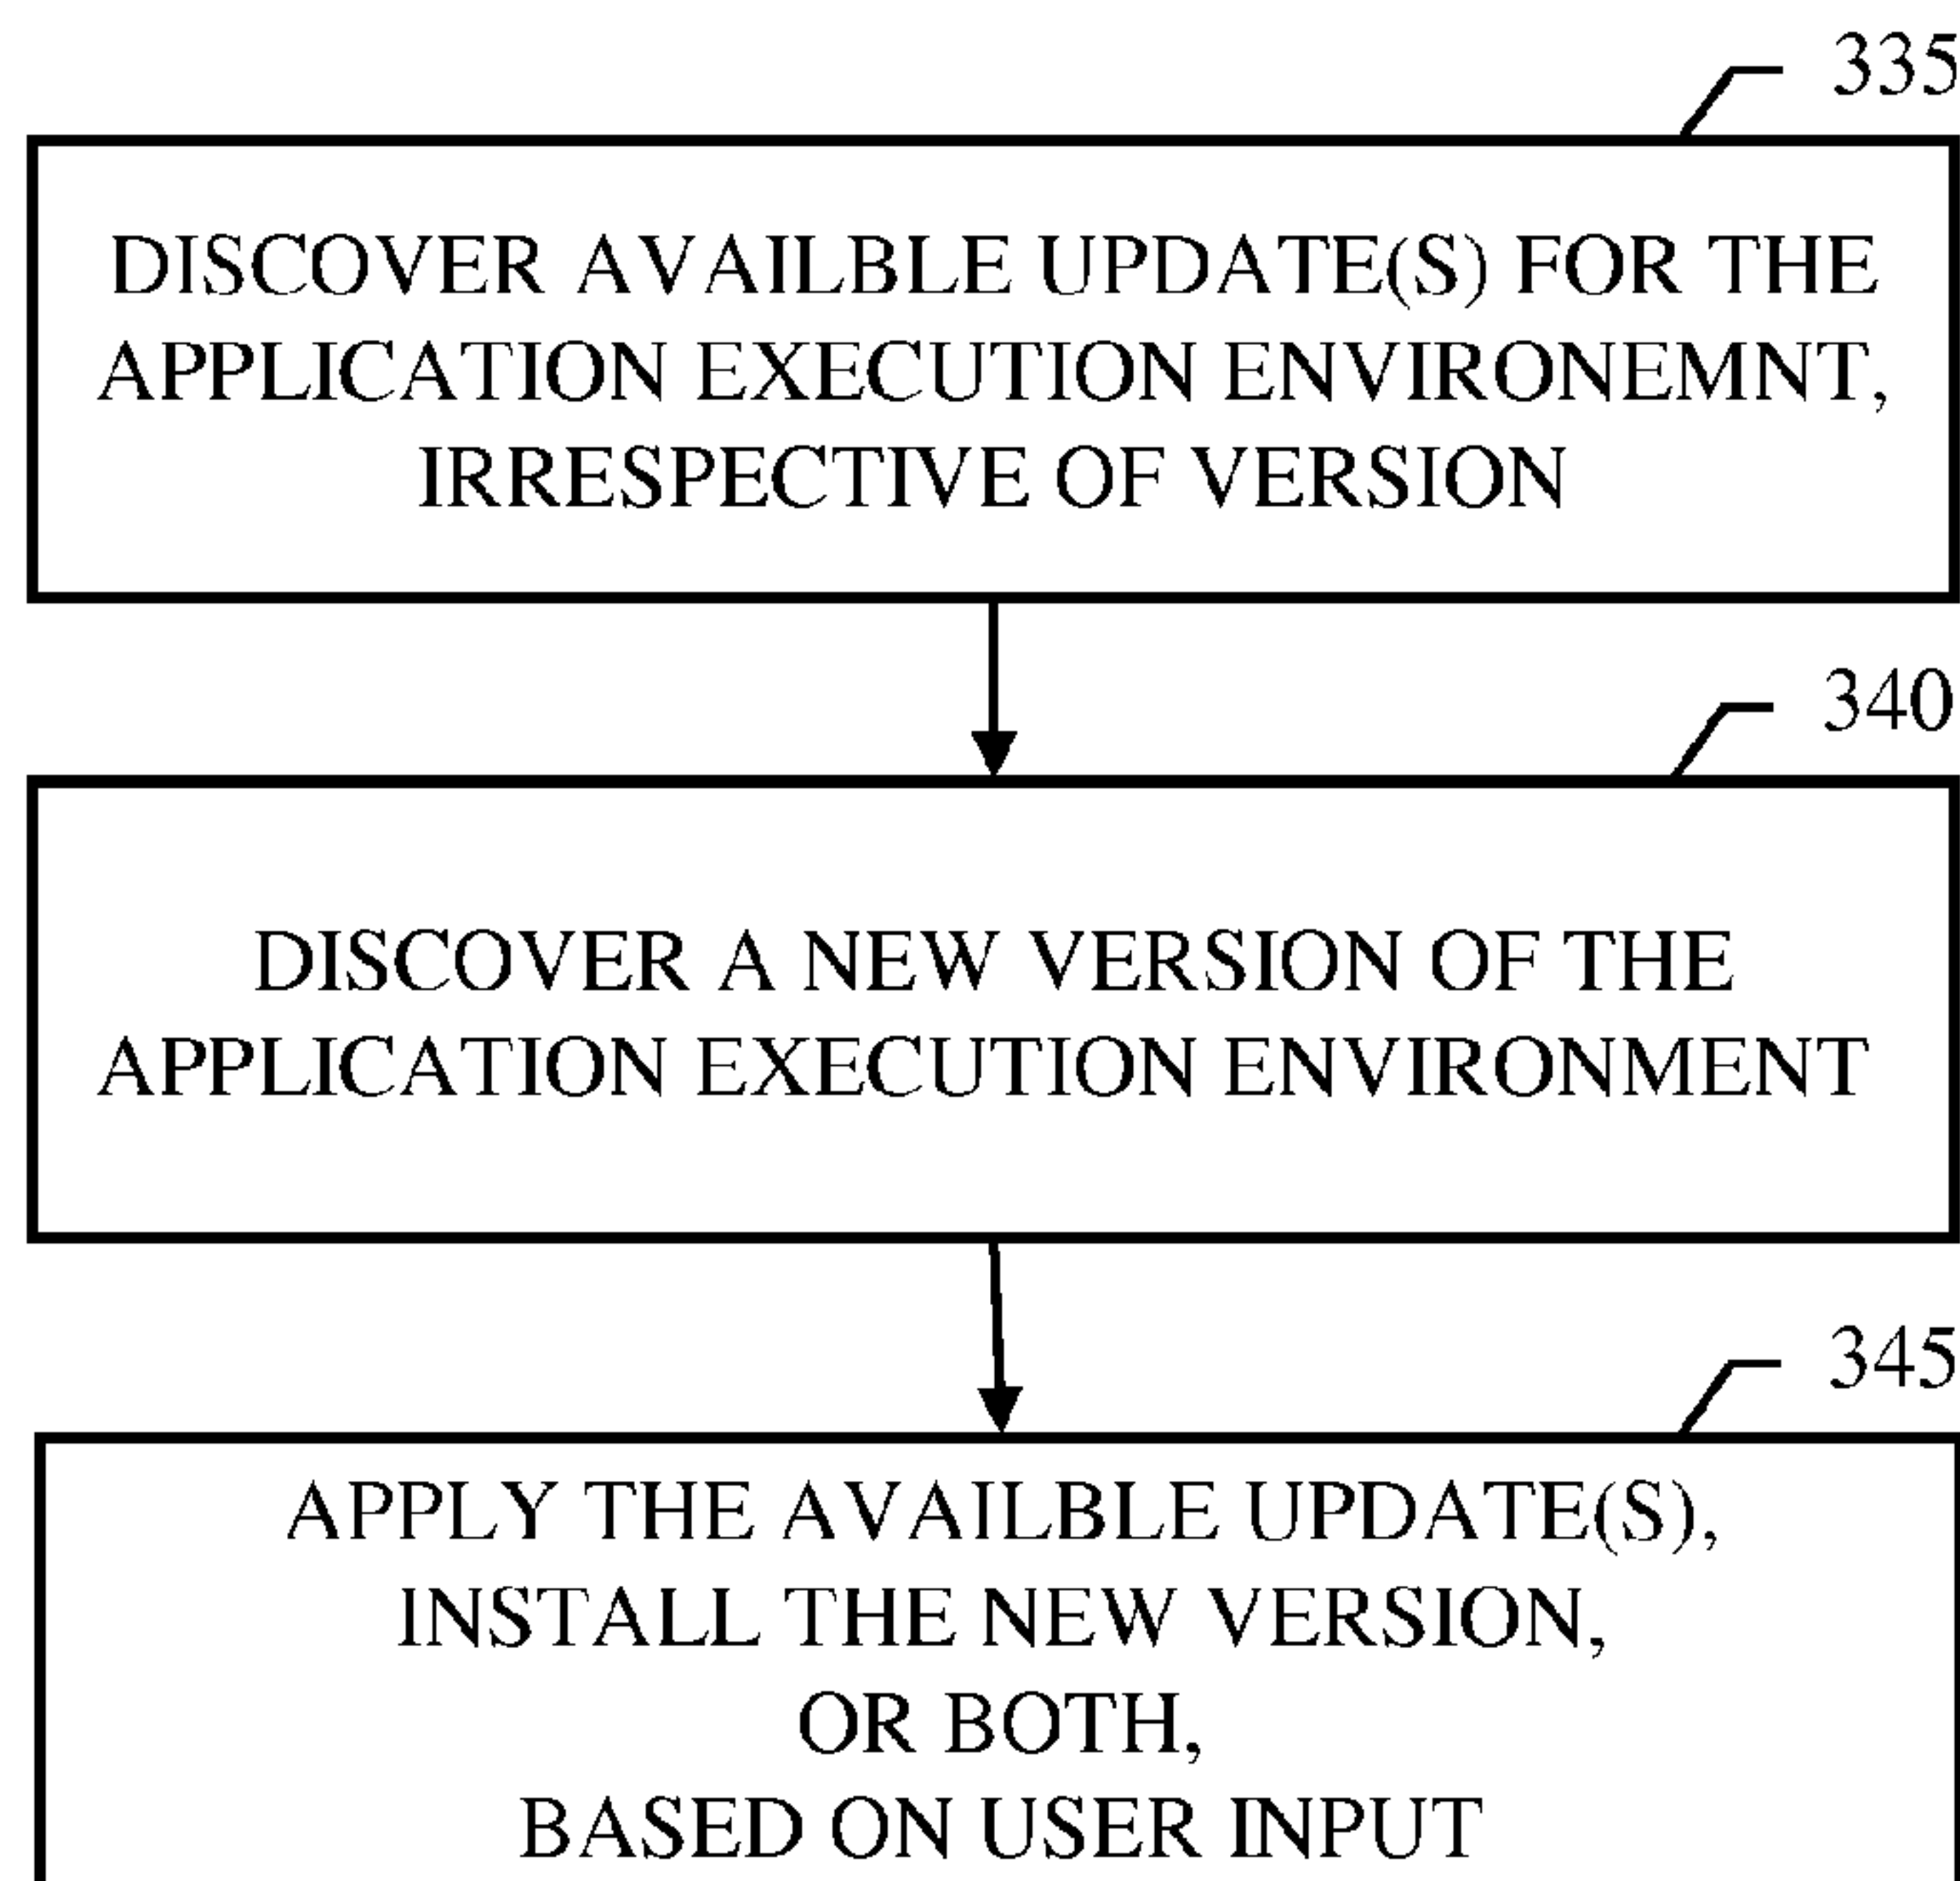 335
DISCOVER AVAILBLE UPDATE(S) FOR THE
APPLICATION EXECUTION ENVIRONEMNT,
IRRESPECTIVE OF VERSION
340
DISCOVER A NEW VERSION OF THE
APPLICATION EXECUTION ENVIRONMENT
345
APPLY THE AVAILBLE UPDATE(S),
INSTALL THE NEW VERSION,
OR BOTH,
BASED ON USER INPUT